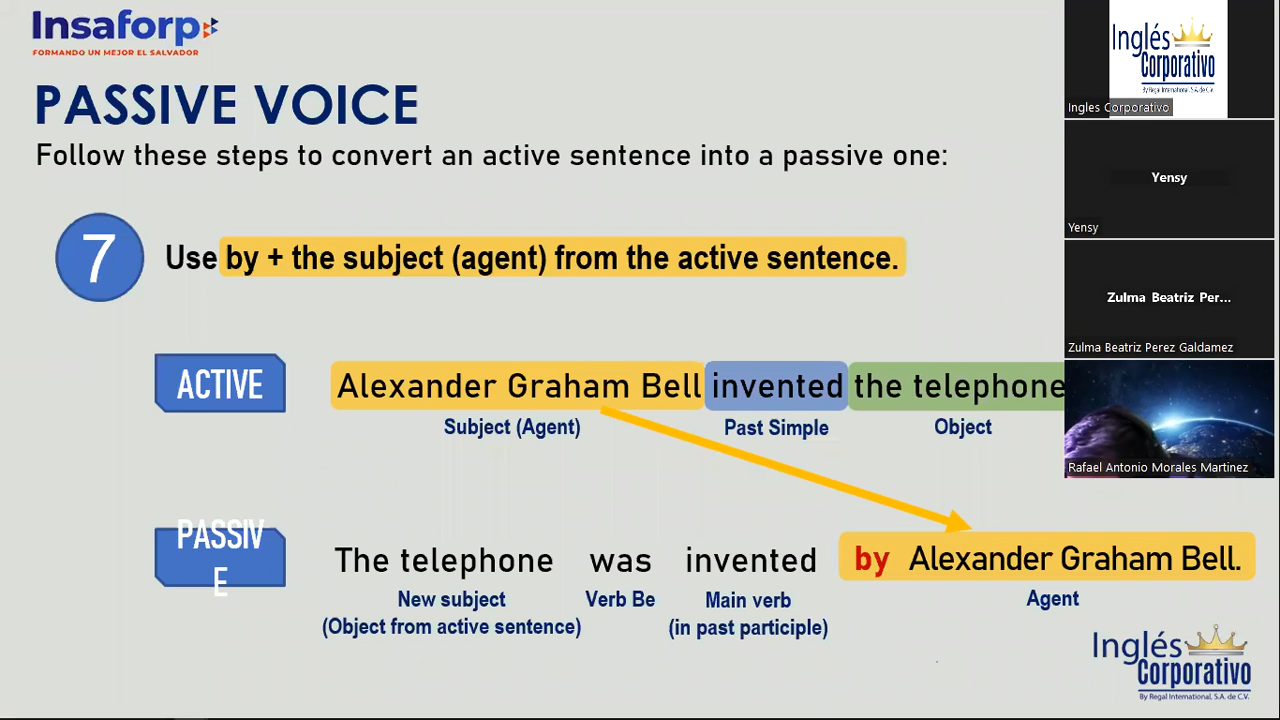 Insaforp
FORMANDO UN MEJOR EL SALVADOR
PASSIVE VOICE
Follow these steps to convert an active sentence into a passive one:
7
Use by + the subject (agent) from the active sentence.
ACTIVE
Alexander Graham Bell invented the telephone
Subject (Agent) Past Simple Object
PASSIV
E
The telephone was invented by Alexander Graham Bell.
New subject Verb Be Main verb Agent
(Object from active sentence) (in past participle)
Inglés
Corporativo
By Regal International, S.A. de C.V.
Inglés
Corporativo
By Regal International, S.A. de C.V.
Ingles Corporativo
Yensy
Yensy
Zulma Beatriz Per...
Zulma Beatriz Perez Galdamez
Rafael Antonio Morales Martinez